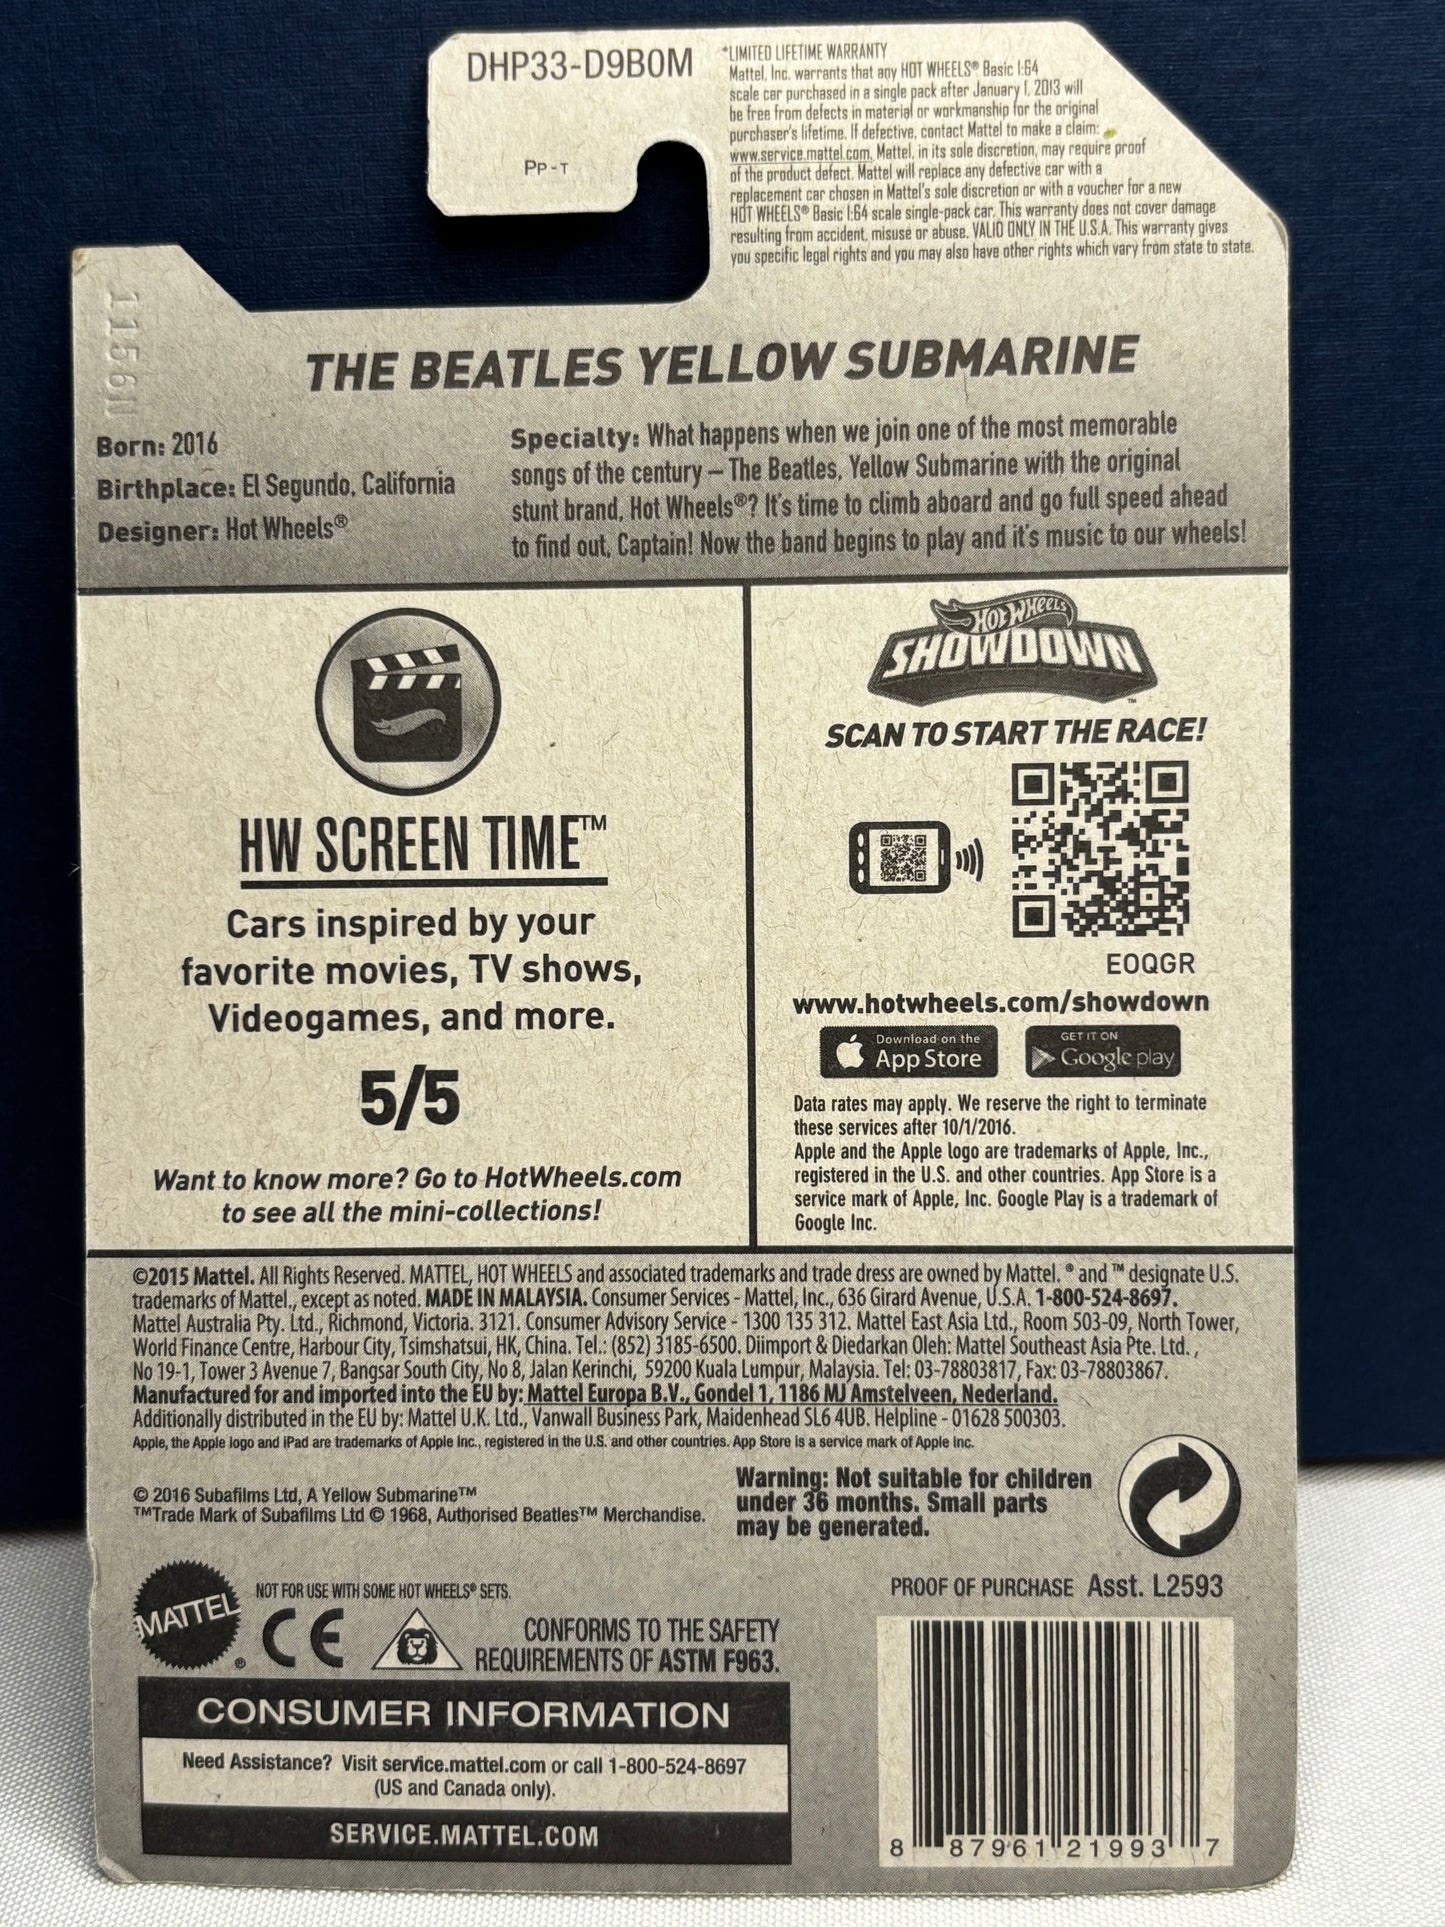 DHP33-D9B0M
Pp-T
*LIMITED LIFETIME WARRANTY
Mattel, Inc. warrants that any HOT WHEELS® Basic 1:64
scale car purchased in a single pack after January 1, 2013 will
be free from defects in material or workmanship for the original
purchaser's lifetime. If defective, contact Mattel to make a claim:
www.service.mattel.com. Mattel, in its sole discretion, may require proof
of the product defect. Mattel will replace any defective car with a
replacement car chosen in Mattel's sole discretion or with a voucher for a new
HOT WHEELS® Basic 1:64 scale single-pack car. This warranty does not cover damage
resulting from accident, misuse or abuse. VALID ONLY IN THE U.S.A. This warranty gives
you specific legal rights and you may also have other rights which vary from state to state.
THE BEATLES YELLOW SUBMARINE
Born: 2016
Birthplace: El Segundo, California
Designer: Hot Wheels®
Specialty: What happens when we join one of the most memorable
songs of the century – The Beatles, Yellow Submarine with the original
stunt brand, Hot Wheels®? It's time to climb aboard and go full speed ahead
to find out, Captain! Now the band begins to play and it's music to our wheels!
HW SCREEN TIME™
Cars inspired by your
favorite movies, TV shows,
Videogames, and more.
5/5
Want to know more? Go to HotWheels.com
to see all the mini-collections!
HOT WHEELS
SHOWDOWN™
SCAN TO START THE RACE!
EOQGR
www.hotwheels.com/showdown
Download on the
App Store
GET IT ON
Google play
Data rates may apply. We reserve the right to terminate
these services after 10/1/2016.
Apple and the Apple logo are trademarks of Apple, Inc.,
registered in the U.S. and other countries. App Store is a
service mark of Apple, Inc. Google Play is a trademark of
Google Inc.
©2015 Mattel. All Rights Reserved. MATTEL, HOT WHEELS and associated trademarks and trade dress are owned by Mattel. ® and ™ designate U.S.
trademarks of Mattel., except as noted. MADE IN MALAYSIA. Consumer Services - Mattel, Inc., 636 Girard Avenue, U.S.A. 1-800-524-8697.
Mattel Australia Pty. Ltd., Richmond, Victoria. 3121. Consumer Advisory Service - 1300 135 312. Mattel East Asia Ltd., Room 503-09, North Tower,
World Finance Centre, Harbour City, Tsimshatsui, HK, China. Tel.: (852) 3185-6500. Diimport & Diedarkan Oleh: Mattel Southeast Asia Pte. Ltd.,
No 19-1, Tower 3 Avenue 7, Bangsar South City, No 8, Jalan Kerinchi, 59200 Kuala Lumpur, Malaysia. Tel: 03-78803817, Fax: 03-78803867.
Manufactured for and imported into the EU by: Mattel Europa B.V., Gondel 1, 1186 MJ Amstelveen, Nederland.
Additionally distributed in the EU by: Mattel U.K. Ltd., Vanwall Business Park, Maidenhead SL6 4UB. Helpline - 01628 500303.
Apple, the Apple logo and iPad are trademarks of Apple Inc., registered in the U.S. and other countries. App Store is a service mark of Apple Inc.
© 2016 Subafilms Ltd, A Yellow Submarine™
™Trade Mark of Subafilms Ltd © 1968, Authorised Beatles™ Merchandise.
Warning: Not suitable for children
under 36 months. Small parts
may be generated.
MATTEL®
NOT FOR USE WITH SOME HOT WHEELS® SETS.
CE
CONFORMS TO THE SAFETY
REQUIREMENTS OF ASTM F963.
PROOF OF PURCHASE Asst. L2593
CONSUMER INFORMATION
Need Assistance? Visit service.mattel.com or call 1-800-524-8697
(US and Canada only).
SERVICE.MATTEL.COM
8 87961 21993 7